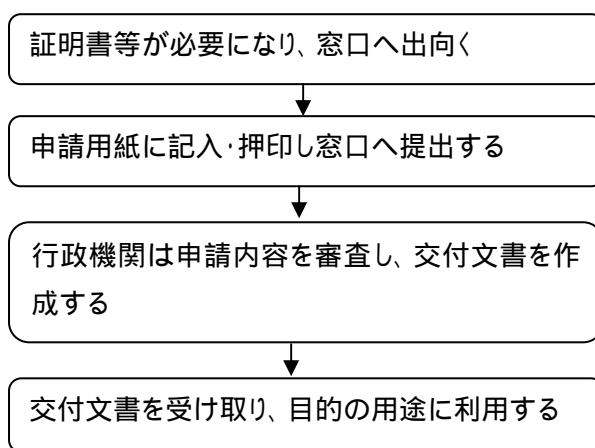 証明書等が必要になり、窓口へ出向く
申請用紙に記入・押印し窓口へ提出する
行政機関は申請内容を審査し、交付文書を作
成する
交付文書を受け取り、目的の用途に利用する